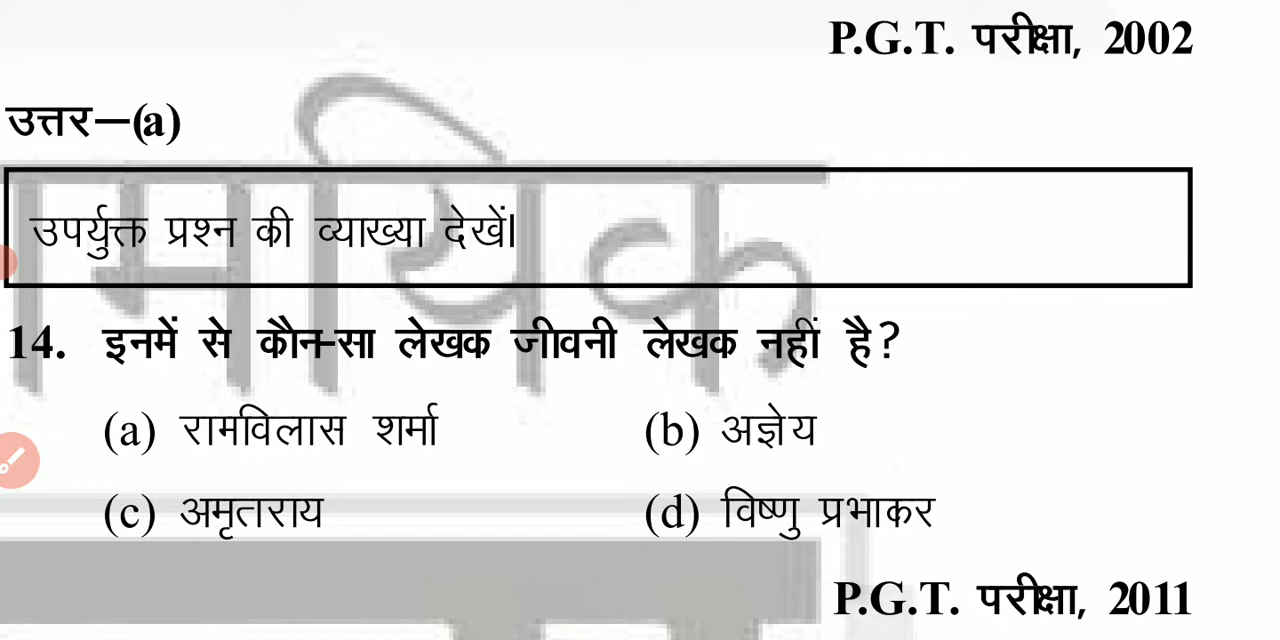 P.G.T. परीक्षा, 2002
उत्तर—(a)
उपर्युक्त प्रश्न की व्याख्या देखें।
14. इनमें से कौन-सा लेखक जीवनी लेखक नहीं है?
(a) रामविलास शर्मा (b) अज्ञेय
(c) अमृतराय (d) विष्णु प्रभाकर
P.G.T. परीक्षा, 2011